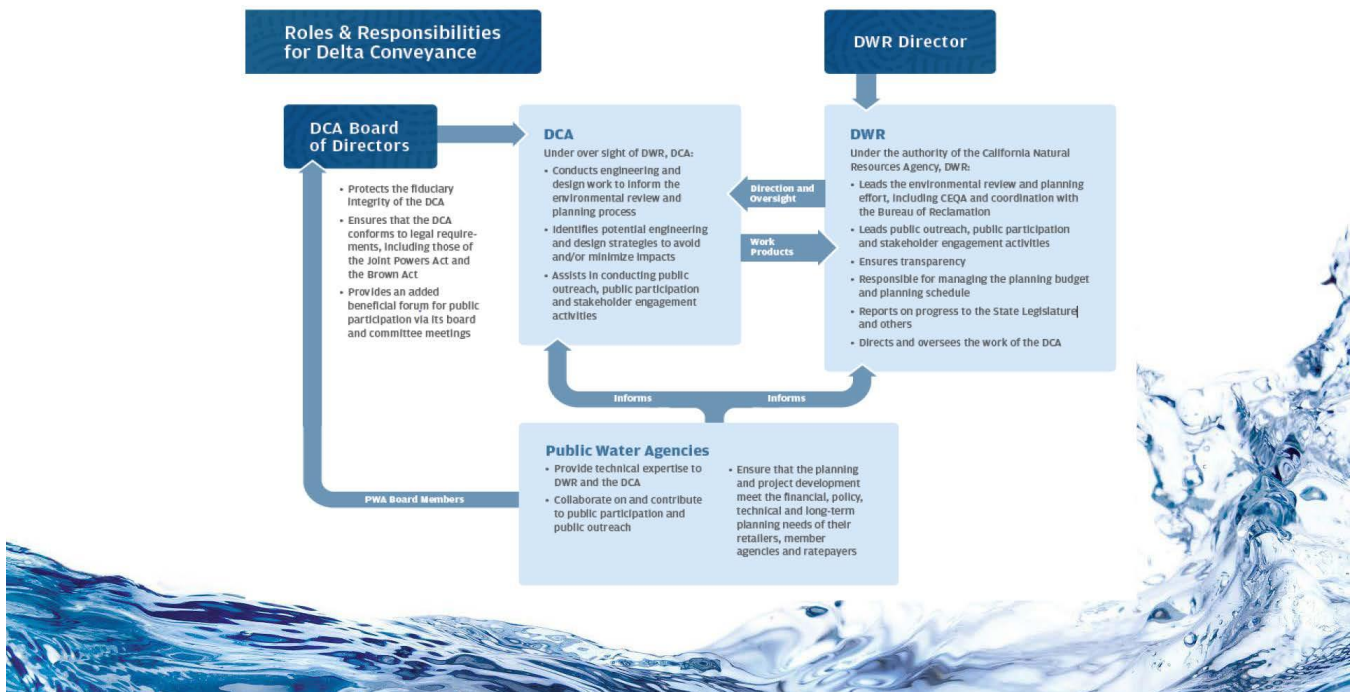 Roles & Responsibilities
for Delta Conveyance
DWR Director
DCA Board
of Directors
• Protects the fiduciary
integrity of the DCA
• Ensures that the DCA
conforms to legal require-
ments, including those of
the Joint Powers Act and
the Brown Act
• Provides an added
beneficial forum for public
participation via its board
and committee meetings
DCA
Under over sight of DWR, DCA:
• Conducts engineering and
design work to inform the
environmental review and
planning process
• Identifies potential engineering
and design strategies to avoid
and/or minimize impacts
• Assists in conducting public
outreach, public participation
and stakeholder engagement
activities
Direction and
Oversight
Work
Products
DWR
Under the authority of the California Natural
Resources Agency, DWR:
• Leads the environmental review and planning
effort, including CEQA and coordination with
the Bureau of Reclamation
• Leads public outreach, public participation
and stakeholder engagement activities
• Ensures transparency
• Responsible for managing the planning budget
and planning schedule
• Reports on progress to the State Legislature
and others
• Directs and oversees the work of the DCA
Informs
Informs
Public Water Agencies
• Provide technical expertise to
DWR and the DCA
• Collaborate on and contribute
to public participation and
public outreach
• Ensure that the planning
and project development
meet the financial, policy,
technical and long-term
planning needs of their
retailers, member
agencies and ratepayers
PWA Board Members